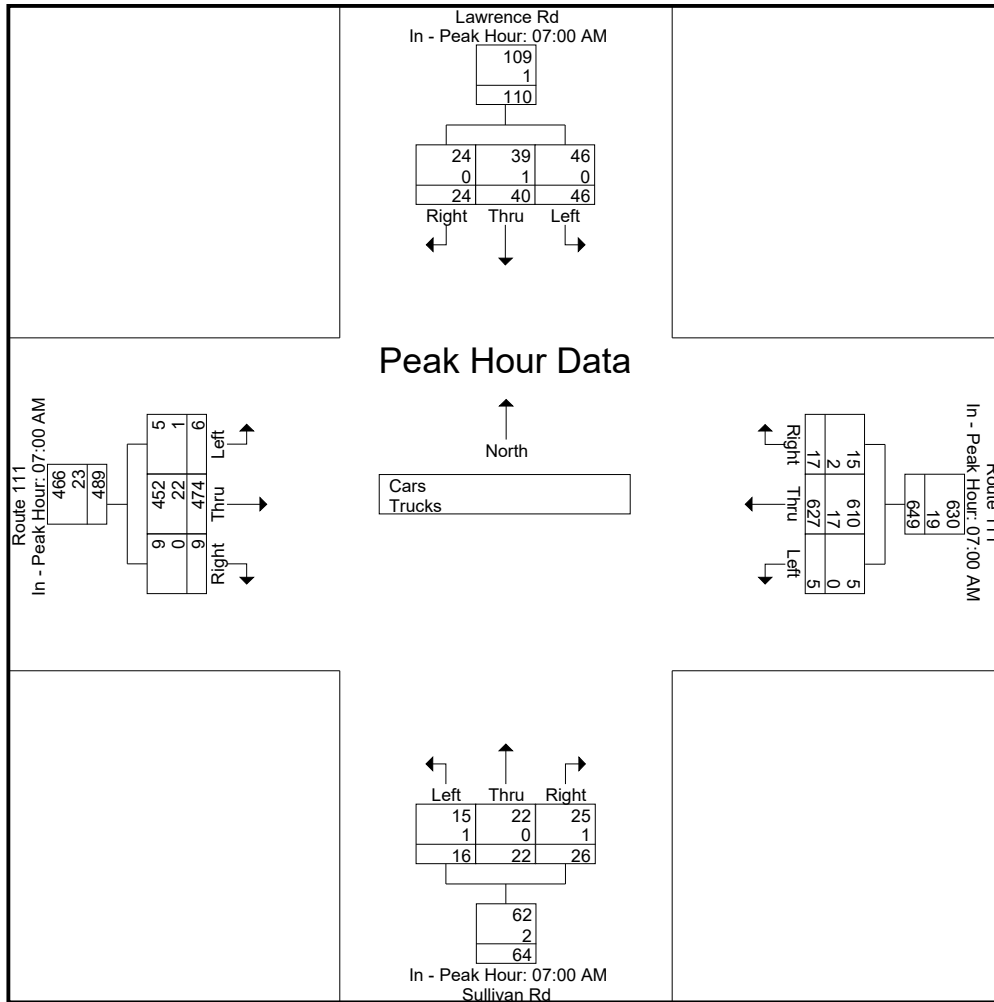 Lawrence Rd
In - Peak Hour: 07:00 AM
109
1
110
24 39 46
0 1 0
24 40 46
Right Thru Left
Peak Hour Data
North
Cars
Trucks
Route 111
In - Peak Hour: 07:00 AM
466
23
489
5 452 9
1 22 0
6 474 9
Left Thru Right
Route 111
In - Peak Hour: 07:00 AM
630
19
649
15 610 5
2 17 0
17 627 5
Right Thru Left
Left Thru Right
15 22 25
1 0 1
16 22 26
62
2
64
In - Peak Hour: 07:00 AM
Sullivan Rd